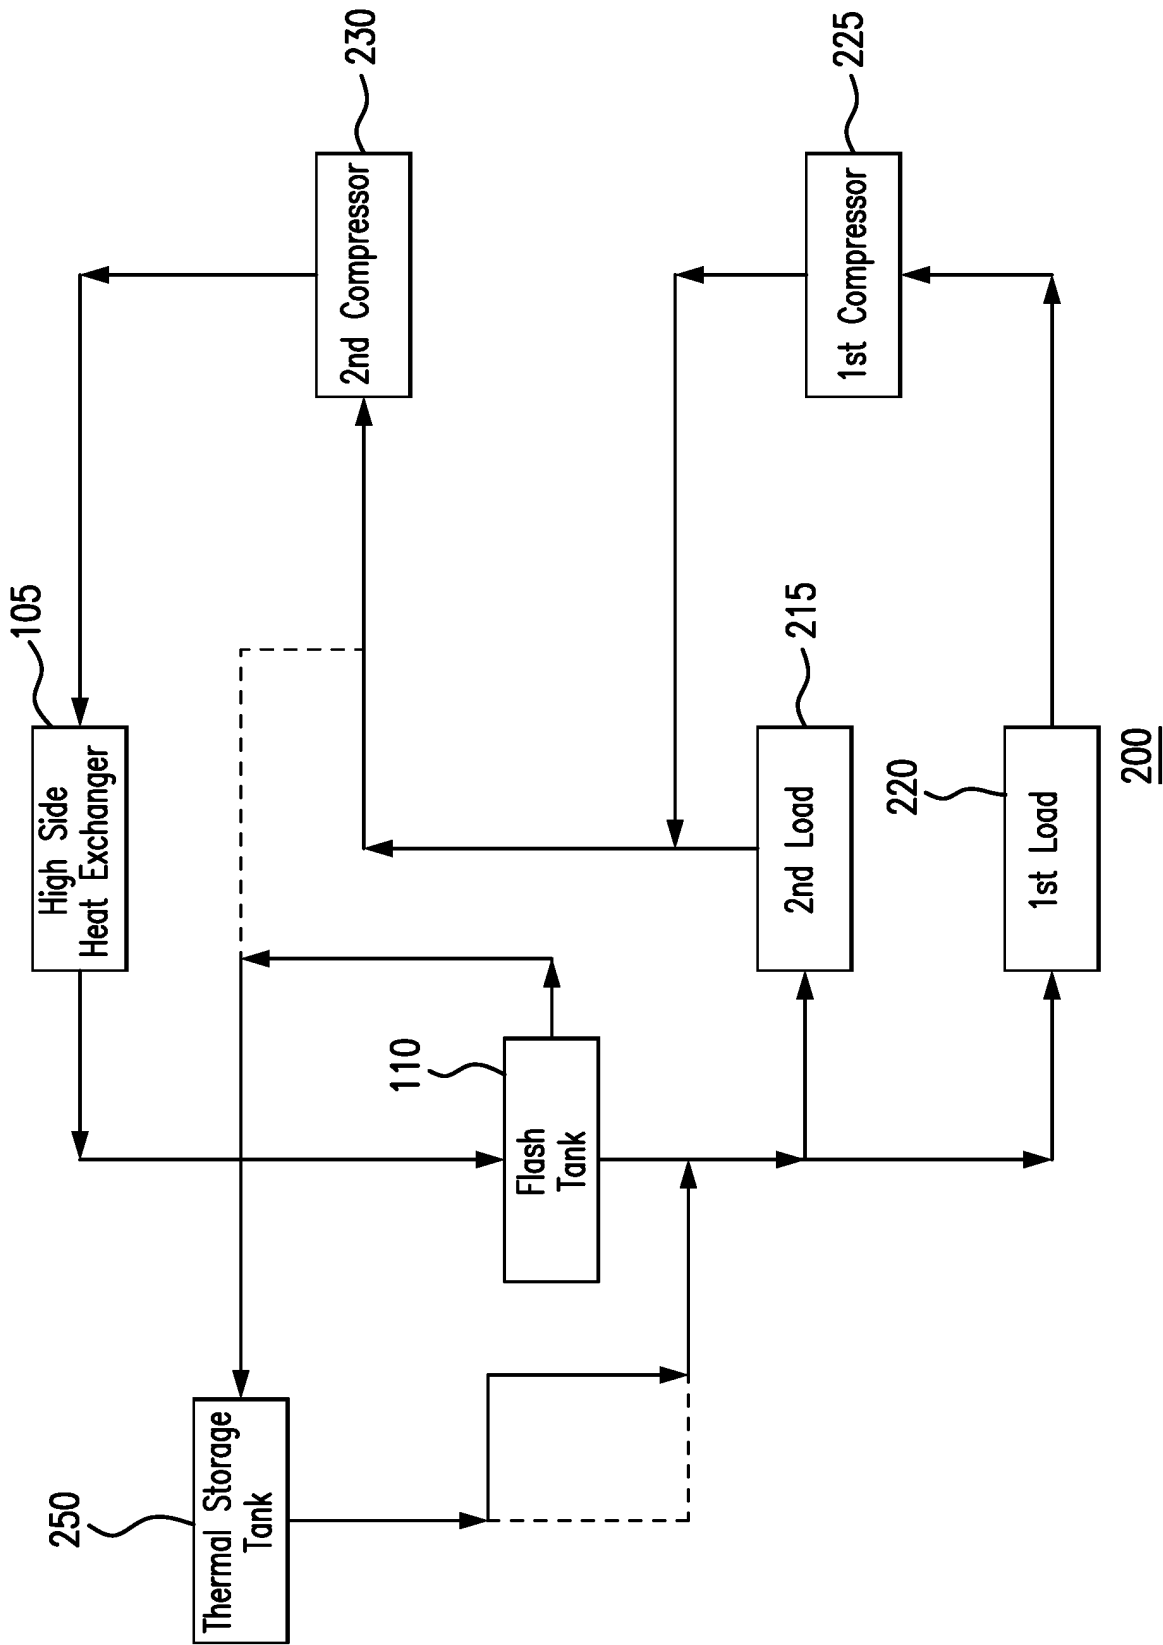 250
Thermal Storage
Tank
110
Flash
Tank
105
High Side
Heat Exchanger
230
2nd Compressor
215
2nd Load
220
1st Load
225
1st Compressor
200